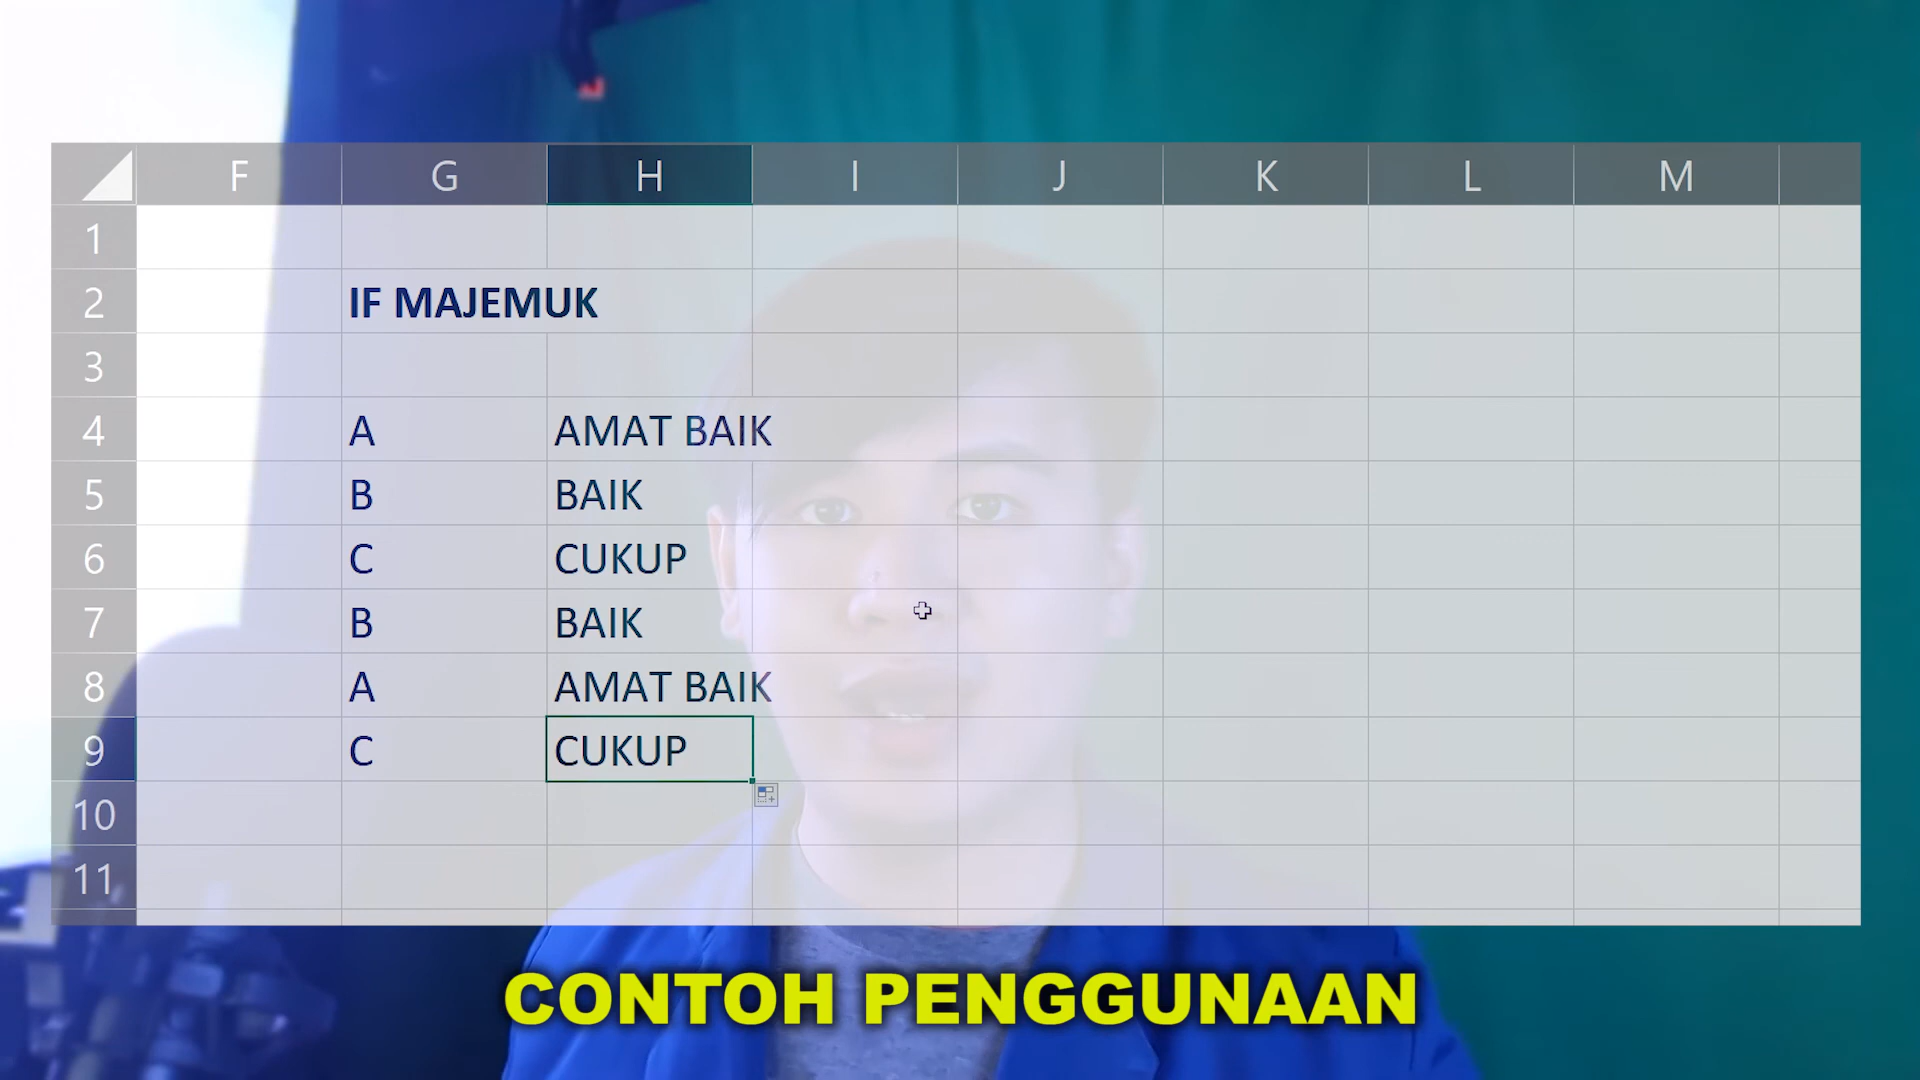 F G H I J K L M
1
2 IF MAJEMUK
3
4 A AMAT BAIK
5 B BAIK
6 C CUKUP
7 B BAIK
8 A AMAT BAIK
9 C CUKUP
10
11
CONTOH PENGGUNAAN